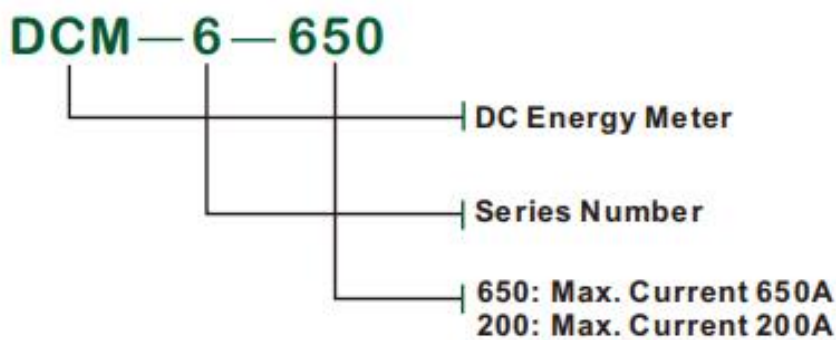 DCM—6—650
DC Energy Meter
Series Number
650: Max. Current 650A
200: Max. Current 200A